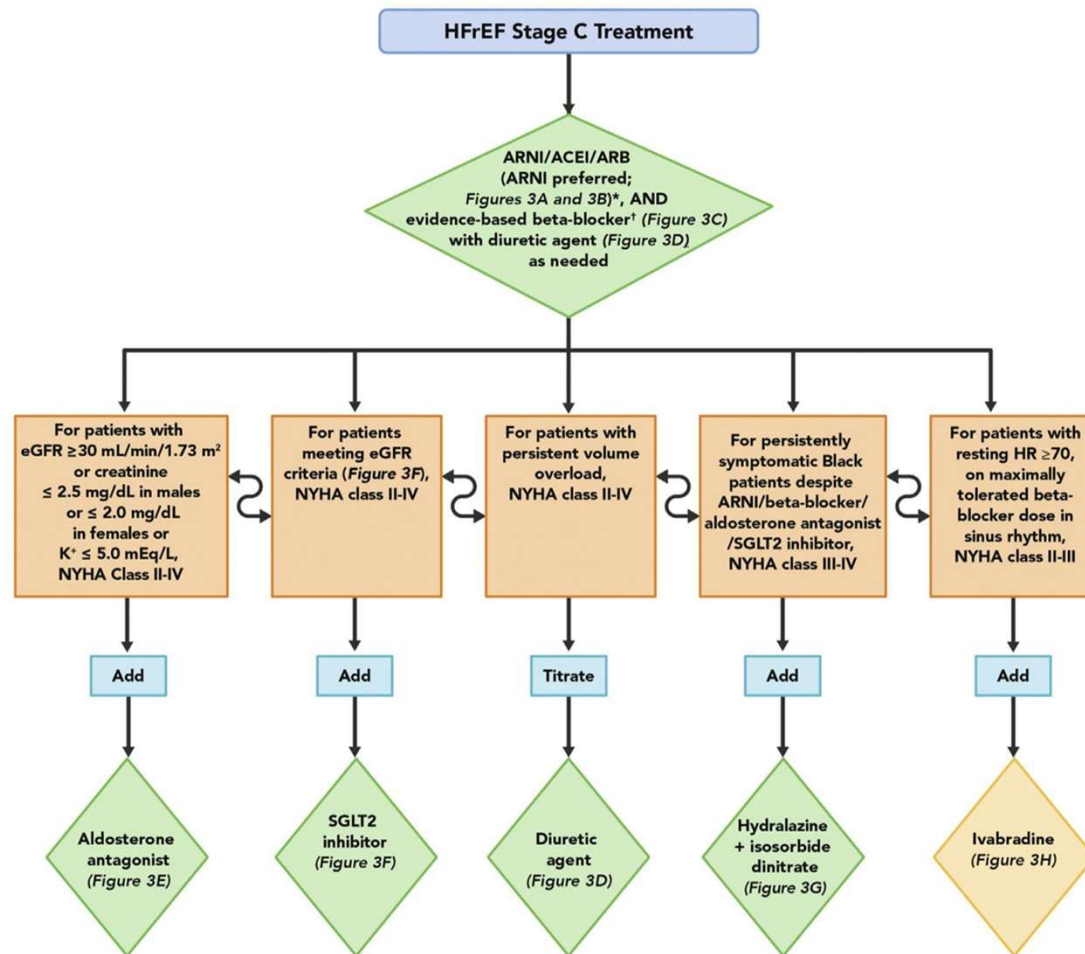 HFrEF Stage C Treatment
ARNI/ACEI/ARB
(ARNI preferred;
Figures 3A and 3B)*, AND
evidence-based beta-blocker† (Figure 3C)
with diuretic agent (Figure 3D)
as needed
For patients with
eGFR ≥30 mL/min/1.73 m²
or creatinine
≤ 2.5 mg/dL in males
or ≤ 2.0 mg/dL
in females or
K⁺ ≤ 5.0 mEq/L,
NYHA Class II-IV
For patients
meeting eGFR
criteria (Figure 3F),
NYHA class II-IV
For patients with
persistent volume
overload,
NYHA class II-IV
For persistently
symptomatic Black
patients despite
ARNI/beta-blocker/
aldosterone antagonist
/SGLT2 inhibitor,
NYHA class III-IV
For patients with
resting HR ≥70,
on maximally
tolerated beta-
blocker dose in
sinus rhythm,
NYHA class II-III
Add
Add
Titrate
Add
Add
Aldosterone
antagonist
(Figure 3E)
SGLT2
inhibitor
(Figure 3F)
Diuretic
agent
(Figure 3D)
Hydralazine
+ isosorbide
dinitrate
(Figure 3G)
Ivabradine
(Figure 3H)